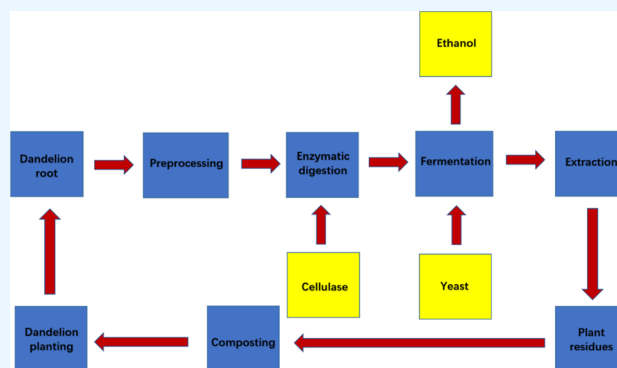 Ethanol
Dandelion
root
Preprocessing
Enzymatic
digestion
Fermentation
Extraction
Cellulase
Yeast
Dandelion
planting
Composting
Plant
residues